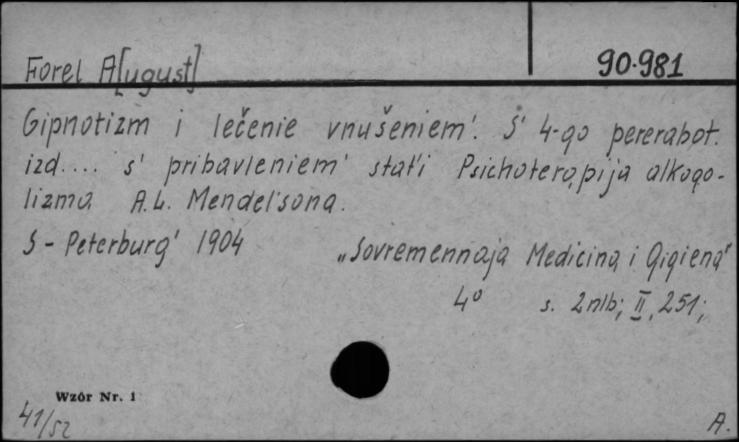 Forel A[ugust]
90.981
Gipnotizm i lečenie vnušeniem'. S' 4-go pererabot.
izd.... s' pribavleniem' stat'i Psichoterapija alkogo-
lizma A.L. Mendel'sona.
S-Peterburg' 1904 „Sovremennaja Medicina i Gigiena"
4° s. 2nlb; II, 251;
Wzór Nr. 1
41/52
A.